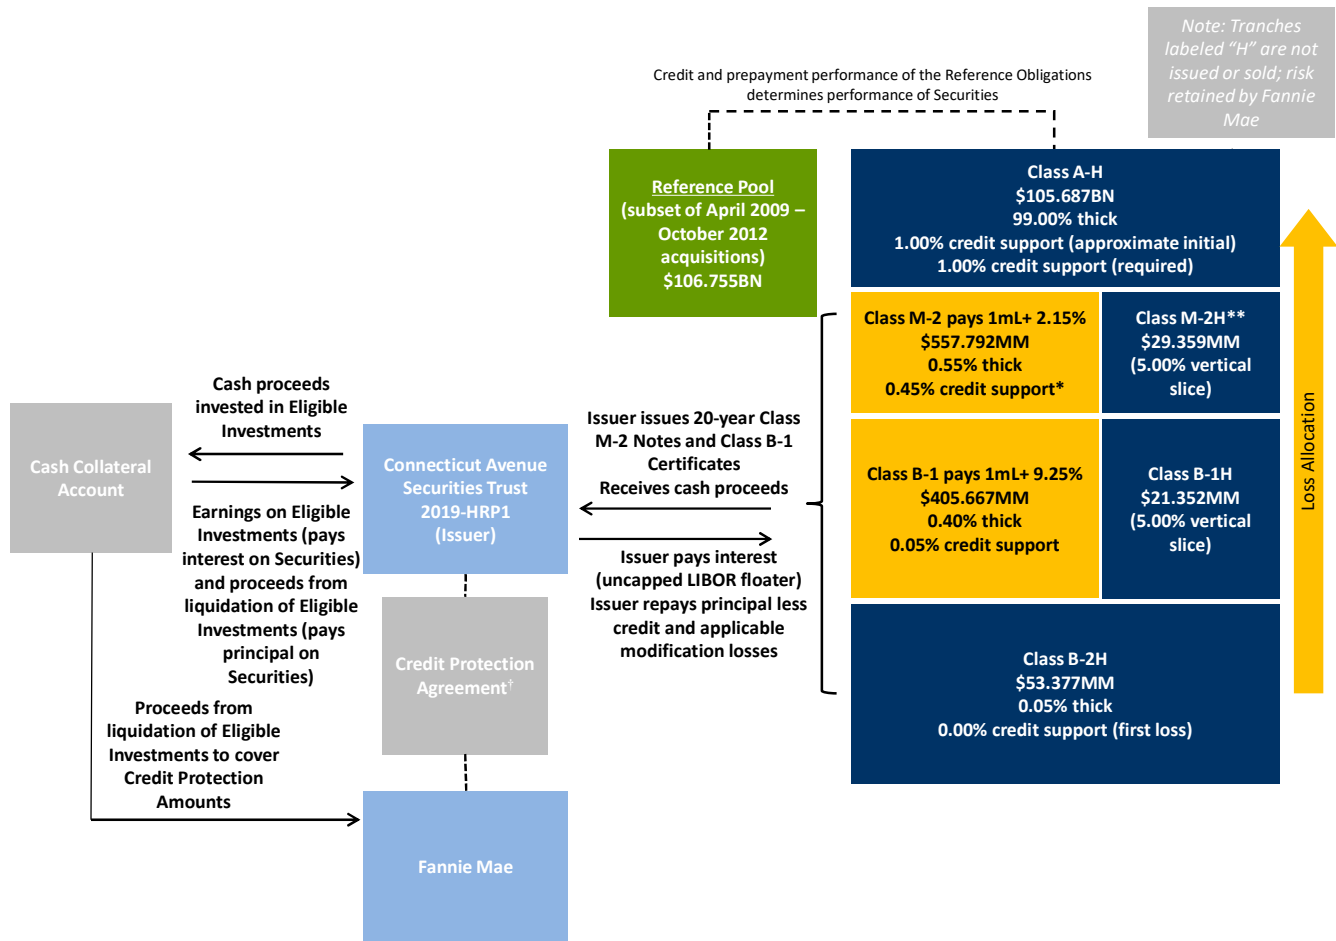 Note: Tranches
labeled “H” are not
issued or sold; risk
retained by Fannie
Mae
Credit and prepayment performance of the Reference Obligations
determines performance of Securities
Reference Pool
(subset of April 2009 –
October 2012
acquisitions)
$106.755BN
Class A-H
$105.687BN
99.00% thick
1.00% credit support (approximate initial)
1.00% credit support (required)
Class M-2 pays 1mL+ 2.15%
$557.792MM
0.55% thick
0.45% credit support*
Class M-2H**
$29.359MM
(5.00% vertical
slice)
Class B-1 pays 1mL+ 9.25%
$405.667MM
0.40% thick
0.05% credit support
Class B-1H
$21.352MM
(5.00% vertical
slice)
Class B-2H
$53.377MM
0.05% thick
0.00% credit support (first loss)
Loss Allocation
Cash proceeds
invested in Eligible
Investments
Cash Collateral
Account
Earnings on Eligible
Investments (pays
interest on Securities)
and proceeds from
liquidation of Eligible
Investments (pays
principal on
Securities)
Connecticut Avenue
Securities Trust
2019-HRP1
(Issuer)
Issuer issues 20-year Class
M-2 Notes and Class B-1
Certificates
Receives cash proceeds
Issuer pays interest
(uncapped LIBOR floater)
Issuer repays principal less
credit and applicable
modification losses
Credit Protection
Agreement†
Proceeds from
liquidation of Eligible
Investments to cover
Credit Protection
Amounts
Fannie Mae